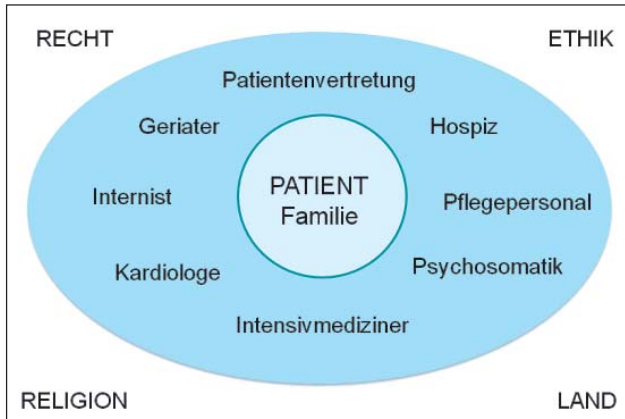 RECHT
ETHIK
Patientenvertretung
Geriater
Hospiz
PATIENT
Familie
Internist
Pflegepersonal
Kardiologe
Psychosomatik
Intensivmediziner
RELIGION
LAND